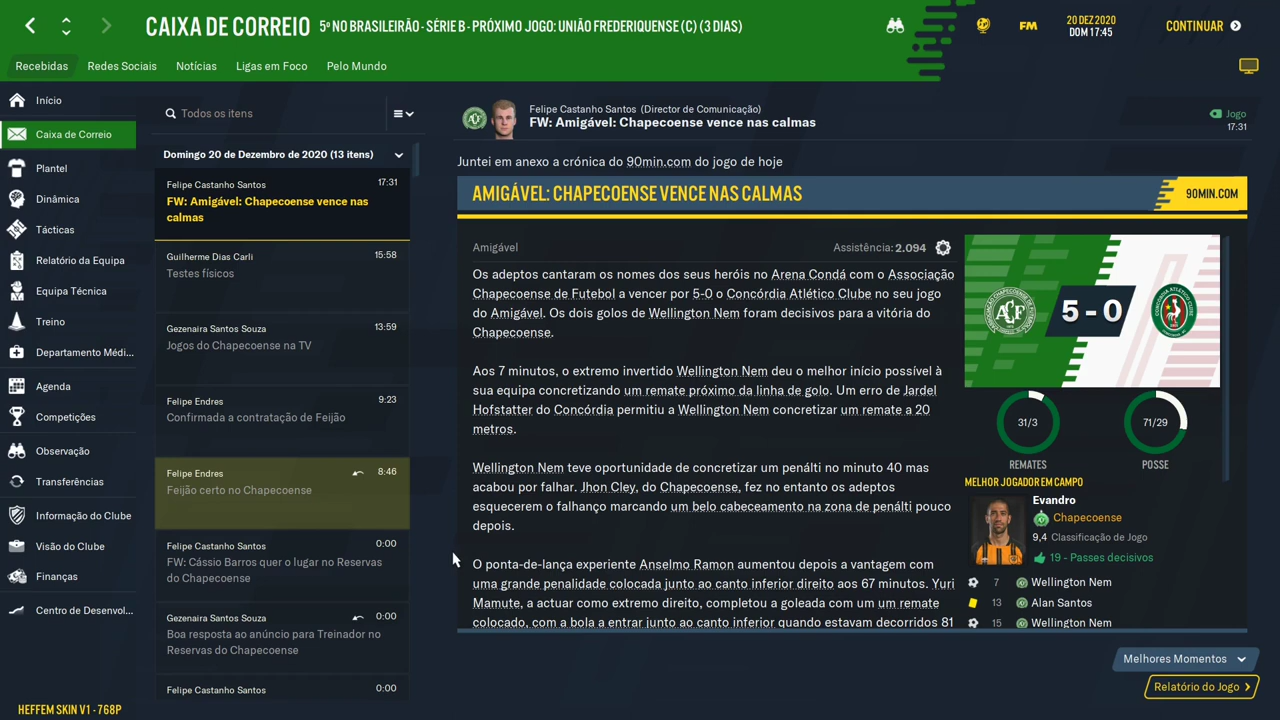 CAIXA DE CORREIO
5º NO BRASILEIRÃO - SÉRIE B - PRÓXIMO JOGO: UNIÃO FREDERIQUENSE (C) (3 DIAS)
FM
20 DEZ 2020
DOM 17:45
CONTINUAR
Recebidas
Redes Sociais
Notícias
Ligas em Foco
Pelo Mundo
Início
Caixa de Correio
Plantel
Dinâmica
Tácticas
Relatório da Equipa
Equipa Técnica
Treino
Departamento Médi...
Agenda
Competições
Observação
Transferências
Informação do Clube
Visão do Clube
Finanças
Centro de Desenvol...
HEFFEM SKIN V1 - 768P
Todos os itens
Domingo 20 de Dezembro de 2020 (13 itens)
Felipe Castanho Santos 17:31
FW: Amigável: Chapecoense vence nas
calmas
Guilherme Dias Carli 15:58
Testes físicos
Gezenaira Santos Souza 13:59
Jogos do Chapecoense na TV
Felipe Endres 9:23
Confirmada a contratação de Feijão
Felipe Endres 8:46
Feijão certo no Chapecoense
Felipe Castanho Santos 0:00
FW: Cássio Barros quer o lugar no Reservas
do Chapecoense
Gezenaira Santos Souza 0:00
Boa resposta ao anúncio para Treinador no
Reservas do Chapecoense
Felipe Castanho Santos 0:00
Felipe Castanho Santos (Director de Comunicação)
FW: Amigável: Chapecoense vence nas calmas
Jogo
17:31
Juntei em anexo a crónica do 90min.com do jogo de hoje
AMIGÁVEL: CHAPECOENSE VENCE NAS CALMAS
90MIN.COM
Amigável
Assistência: 2.094
Os adeptos cantaram os nomes dos seus heróis no Arena Condá com o Associação
Chapecoense de Futebol a vencer por 5-0 o Concórdia Atlético Clube no seu jogo
do Amigável. Os dois golos de Wellington Nem foram decisivos para a vitória do
Chapecoense.
Aos 7 minutos, o extremo invertido Wellington Nem deu o melhor início possível à
sua equipa concretizando um remate próximo da linha de golo. Um erro de Jardel
Hofstatter do Concórdia permitiu a Wellington Nem concretizar um remate a 20
metros.
Wellington Nem teve oportunidade de concretizar um penálti no minuto 40 mas
acabou por falhar. Jhon Cley, do Chapecoense, fez no entanto os adeptos
esquecerem o falhanço marcando um belo cabeceamento na zona de penálti pouco
depois.
O ponta-de-lança experiente Anselmo Ramon aumentou depois a vantagem com
uma grande penalidade colocada junto ao canto inferior direito aos 67 minutos. Yuri
Mamute, a actuar como extremo direito, completou a goleada com um um remate
colocado, com a bola a entrar junto ao canto inferior quando estavam decorridos 81
5 - 0
31/3
71/29
REMATES
POSSE
MELHOR JOGADOR EM CAMPO
Evandro
Chapecoense
9,4 Classificação de Jogo
19 - Passes decisivos
7 Wellington Nem
13 Alan Santos
15 Wellington Nem
Melhores Momentos
Relatório do Jogo